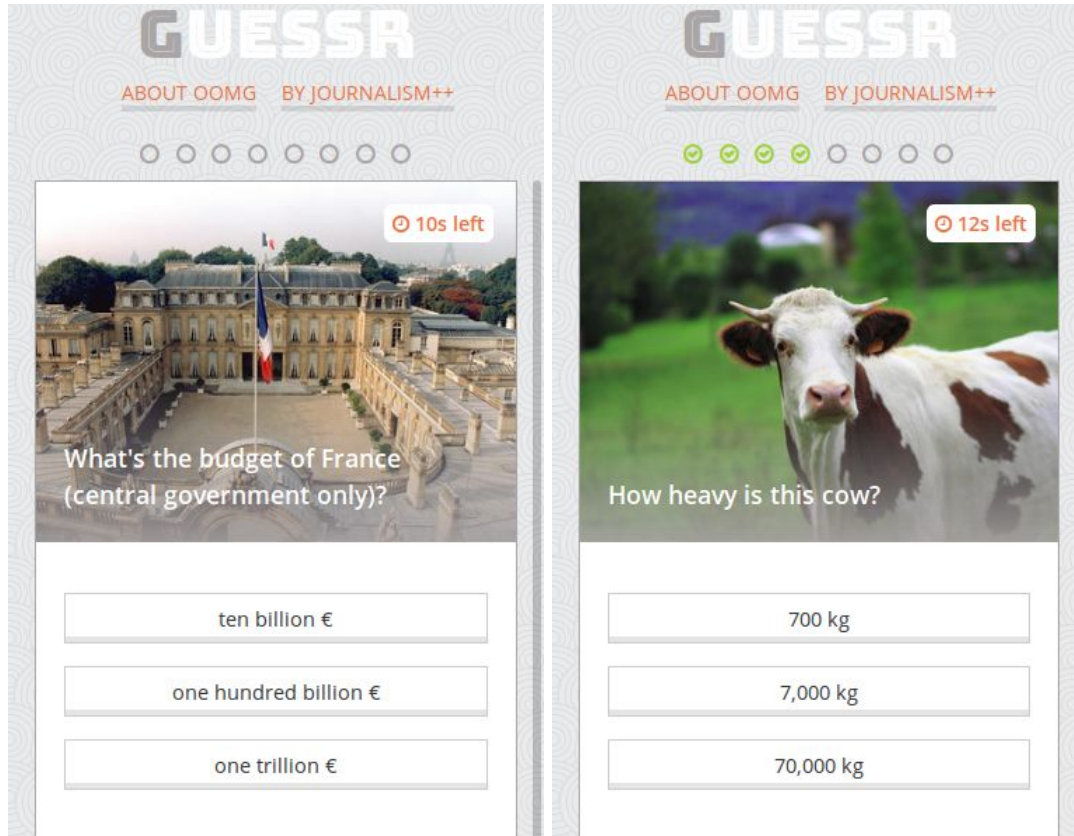 GUESSR
ABOUT OOMG BY JOURNALISM++
10s left
What's the budget of France
(central government only)?
ten billion €
one hundred billion €
one trillion €
GUESSR
ABOUT OOMG BY JOURNALISM++
12s left
How heavy is this cow?
700 kg
7,000 kg
70,000 kg